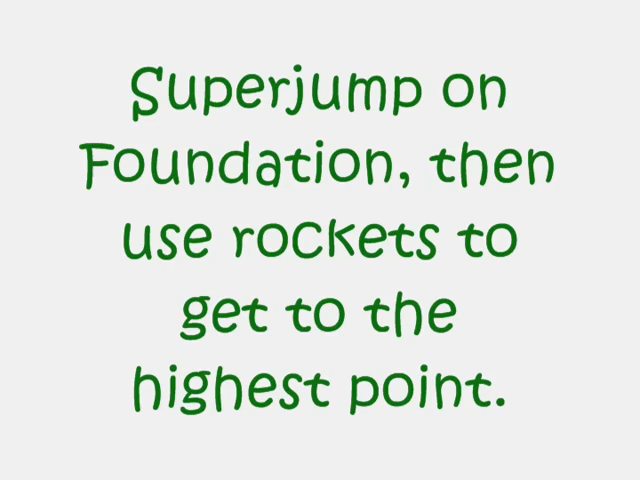 Superjump on
Foundation, then
use rockets to
get to the
highest point.